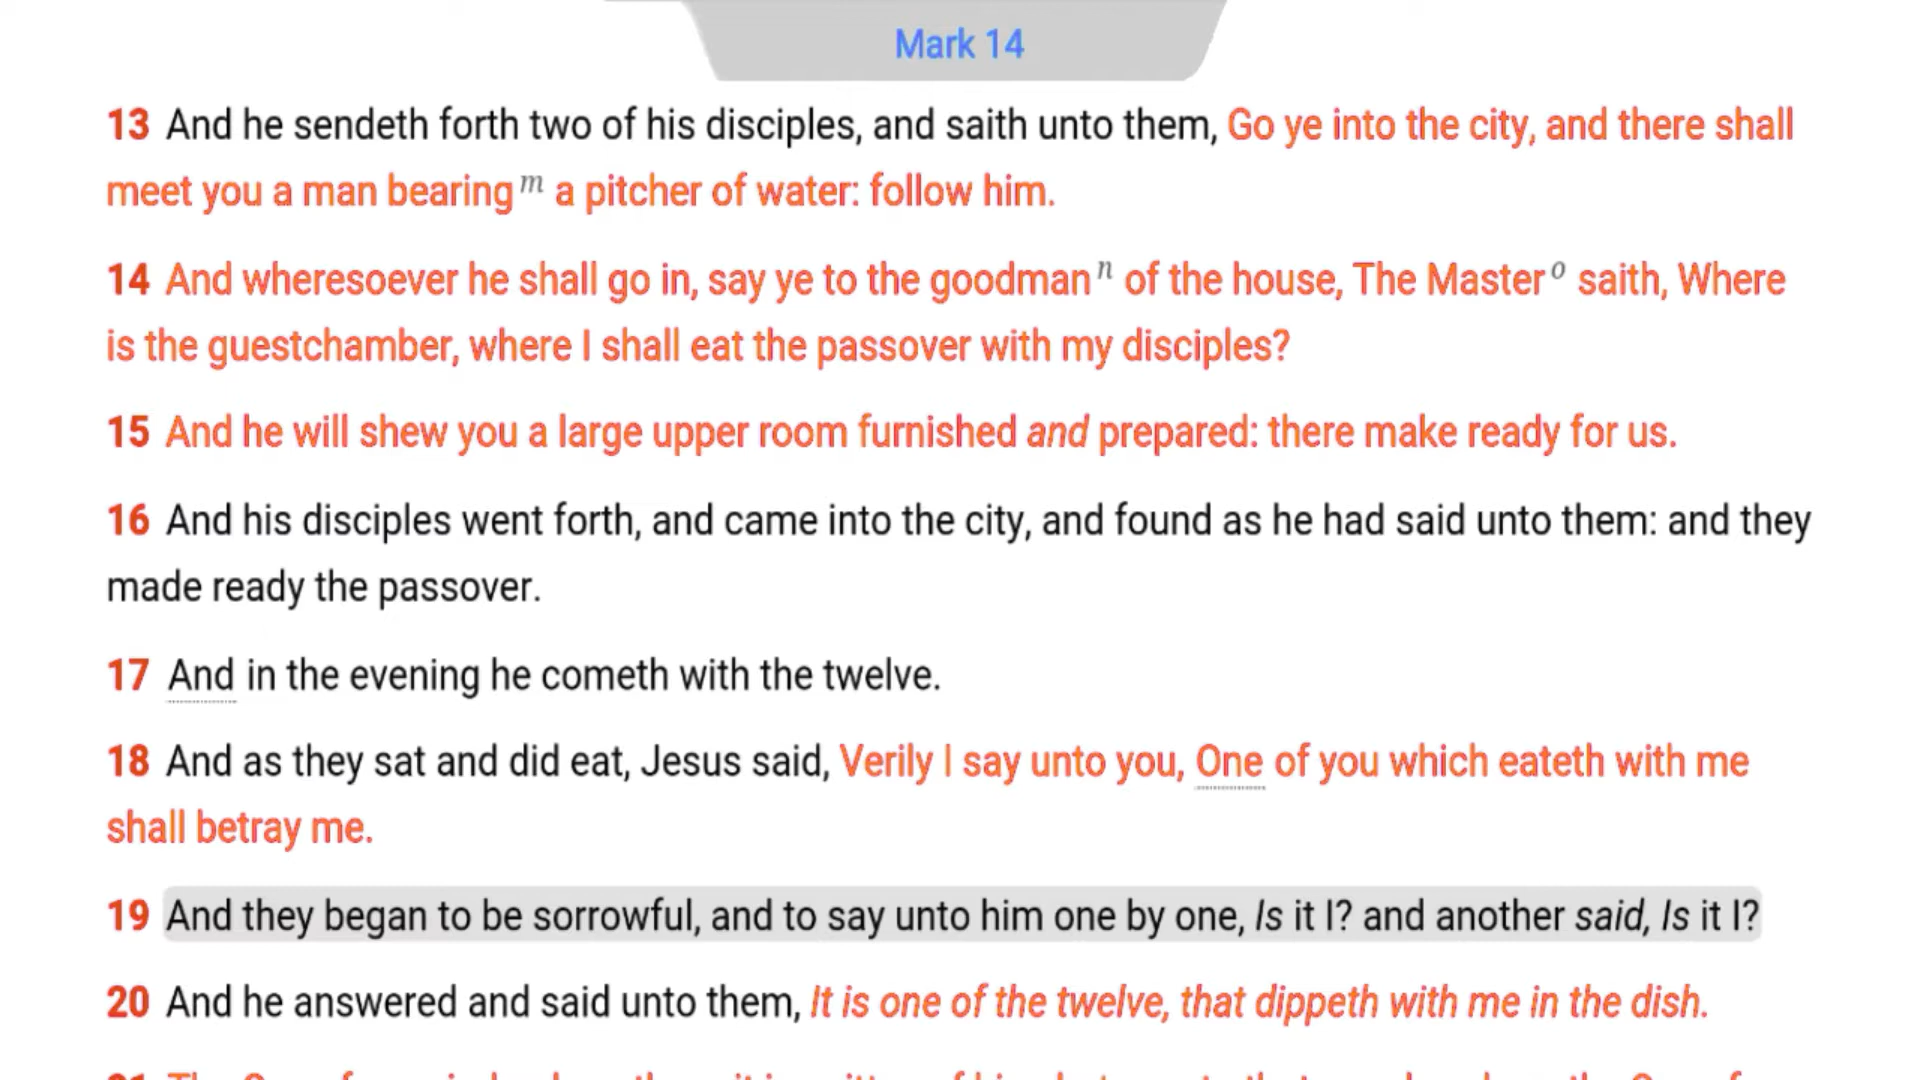 Mark 14
13 And he sendeth forth two of his disciples, and saith unto them, Go ye into the city, and there shall
meet you a man bearing m a pitcher of water: follow him.
14 And wheresoever he shall go in, say ye to the goodman n of the house, The Master o saith, Where
is the guestchamber, where I shall eat the passover with my disciples?
15 And he will shew you a large upper room furnished and prepared: there make ready for us.
16 And his disciples went forth, and came into the city, and found as he had said unto them: and they
made ready the passover.
17 And in the evening he cometh with the twelve.
18 And as they sat and did eat, Jesus said, Verily I say unto you, One of you which eateth with me
shall betray me.
19 And they began to be sorrowful, and to say unto him one by one, Is it I? and another said, Is it I?
20 And he answered and said unto them, It is one of the twelve, that dippeth with me in the dish.